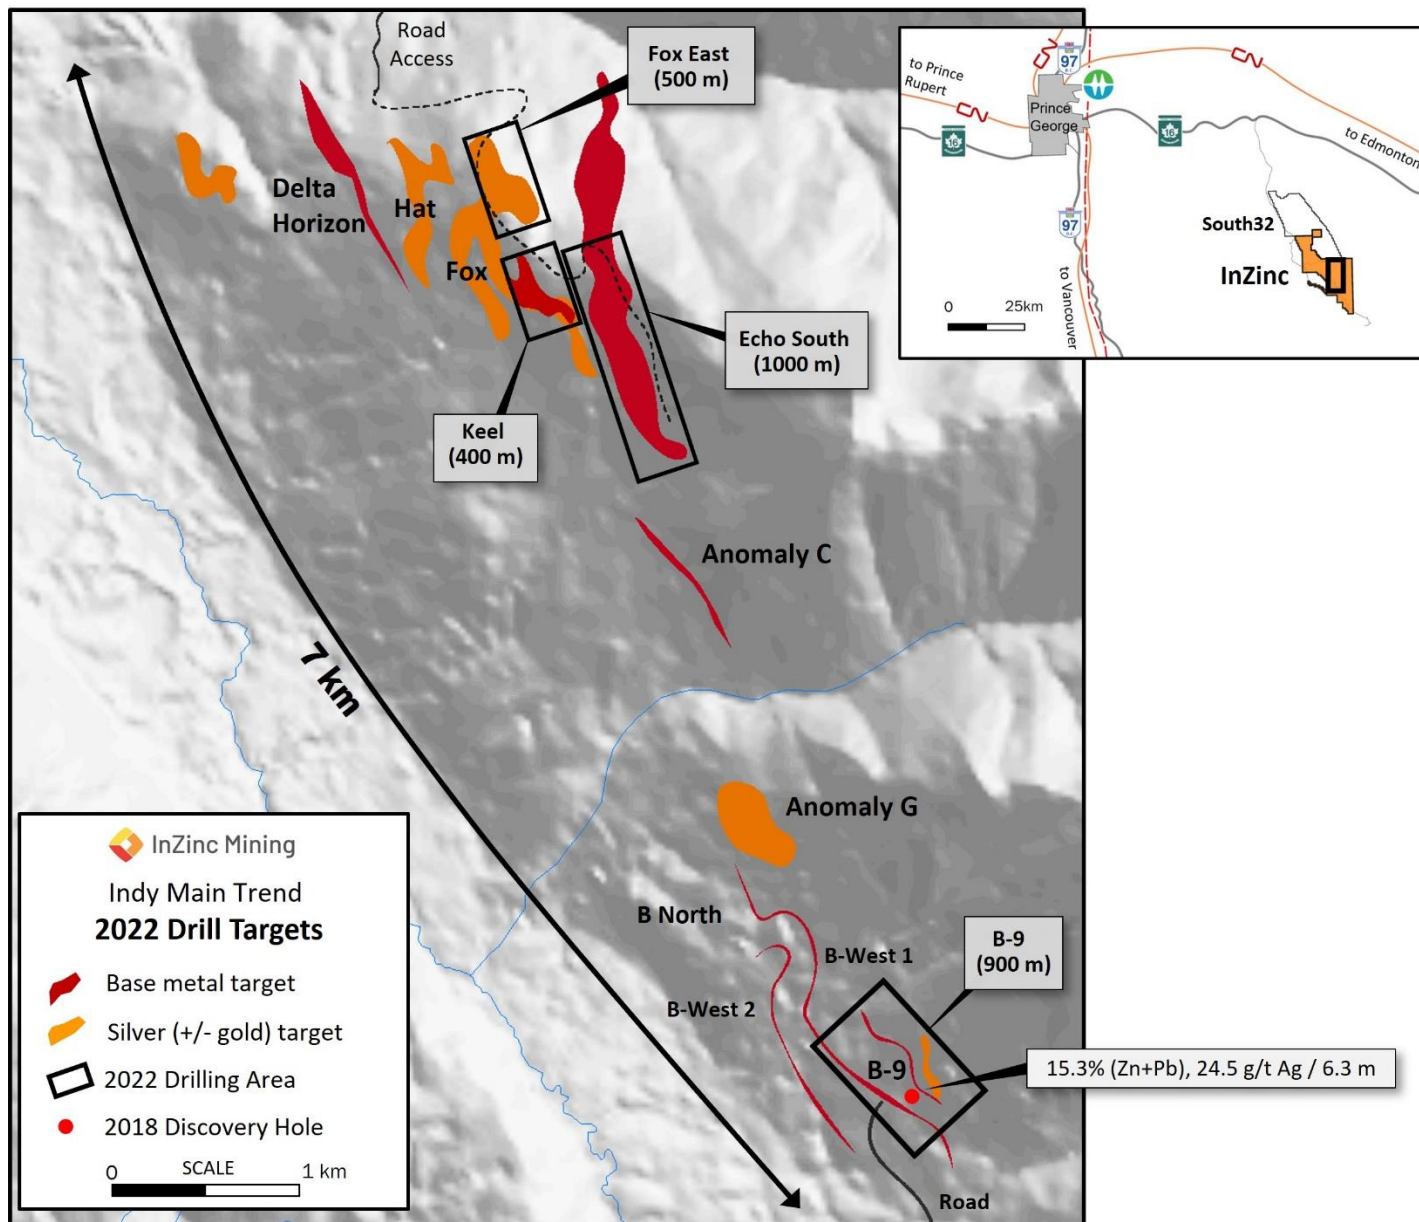 Road
Access
Fox East
(500 m)
Delta
Horizon
Hat
Fox
Echo South
(1000 m)
Keel
(400 m)
Anomaly C
7 km
Anomaly G
B North
B-West 1
B-West 2
B-9
(900 m)
B-9
15.3% (Zn+Pb), 24.5 g/t Ag / 6.3 m
Road
to Prince
Rupert
CN
97
CN
CN
Prince
George
16
16
to Edmonton
97
to Vancouver
South32
InZinc
0 25km
InZinc Mining
Indy Main Trend
2022 Drill Targets
Base metal target
Silver (+/- gold) target
2022 Drilling Area
2018 Discovery Hole
0 SCALE 1 km